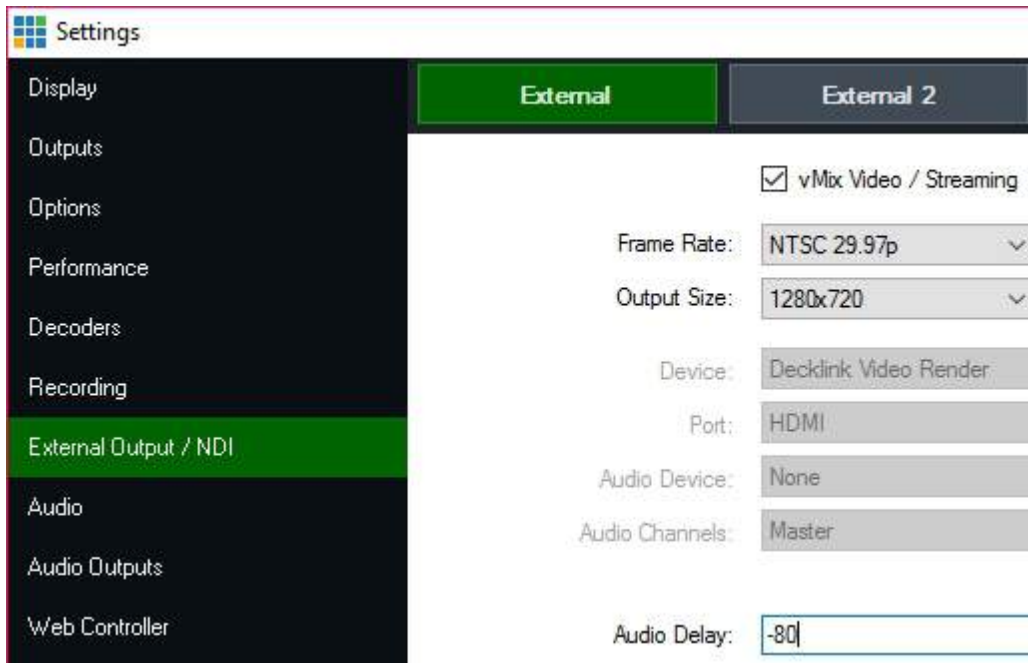 Settings
Display
Outputs
Options
Performance
Decoders
Recording
External Output / NDI
Audio
Audio Outputs
Web Controller
External External 2
vMix Video / Streaming
Frame Rate: NTSC 29.97p
Output Size: 1280x720
Device: Decklink Video Render
Port: HDMI
Audio Device: None
Audio Channels: Master
Audio Delay: -80